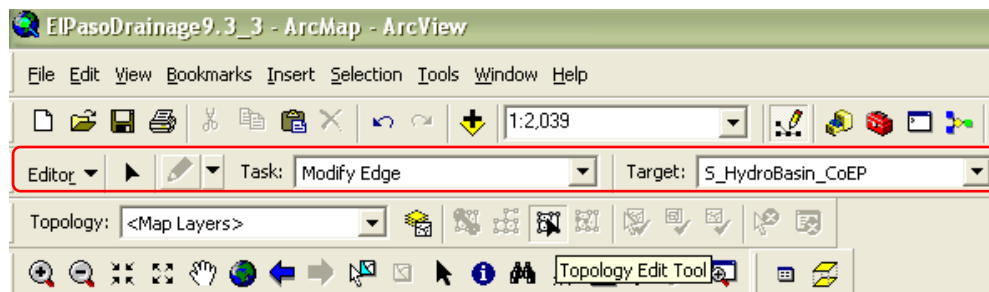 ElPasoDrainage9.3_3 - ArcMap - ArcView
File Edit View Bookmarks Insert Selection Tools Window Help
1:2,039
Editor Task: Modify Edge Target: S_HydroBasin_CoEP
Topology: <Map Layers>
Topology Edit Tool